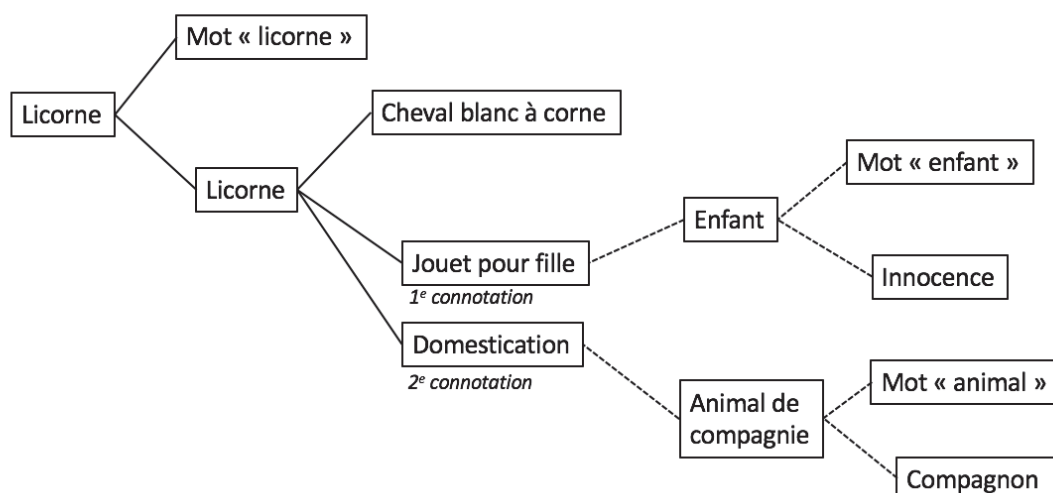 Mot « licorne »
Licorne
Cheval blanc à corne
Licorne
Mot « enfant »
Enfant
Jouet pour fille
1e connotation
Innocence
Domestication
2e connotation
Mot « animal »
Animal de
compagnie
Compagnon